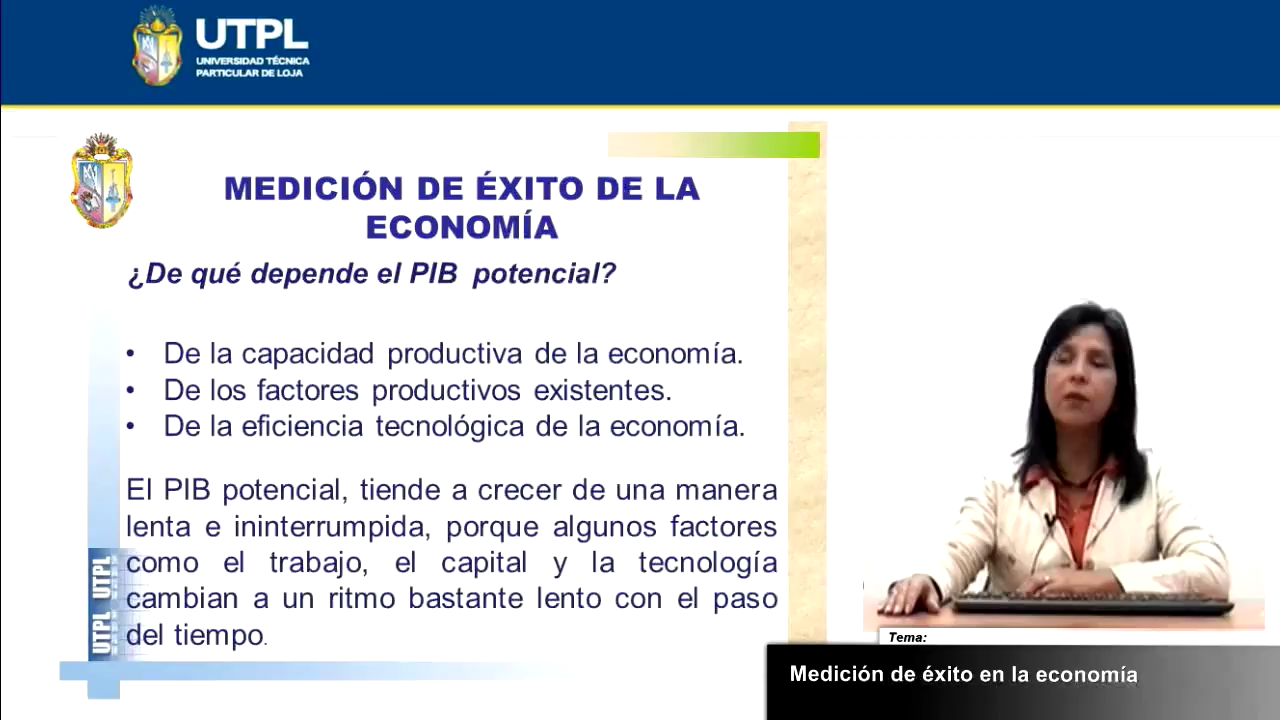 UTPL
UNIVERSIDAD TÉCNICA
PARTICULAR DE LOJA
MEDICIÓN DE ÉXITO DE LA
ECONOMÍA
¿De qué depende el PIB potencial?
• De la capacidad productiva de la economía.
• De los factores productivos existentes.
• De la eficiencia tecnológica de la economía.
El PIB potencial, tiende a crecer de una manera
lenta e ininterrumpida, porque algunos factores
como el trabajo, el capital y la tecnología
cambian a un ritmo bastante lento con el paso
del tiempo.
UTPL UTPL
Tema:
Medición de éxito en la economía